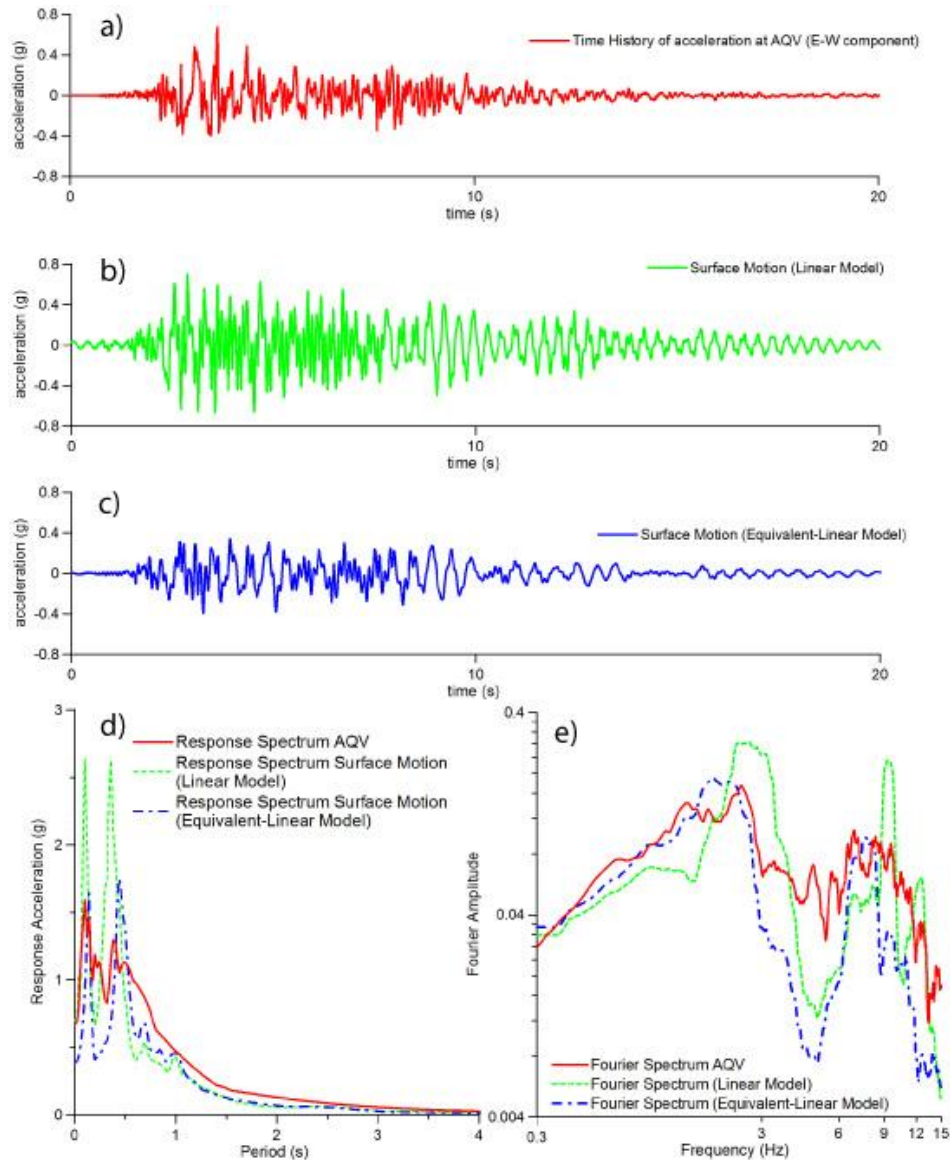 a)
0.8
0.4
0
-0.4
-0.8
acceleration (g)
Time History of acceleration at AQV (E-W component)
0
10
20
time (s)
b)
0.8
0.4
0
-0.4
-0.8
acceleration (g)
Surface Motion (Linear Model)
0
10
20
time (s)
c)
0.8
0.4
0
-0.4
-0.8
acceleration (g)
Surface Motion (Equivalent-Linear Model)
0
10
20
time (s)
d)
3
2
1
0
Response Acceleration (g)
Response Spectrum AQV
Response Spectrum Surface Motion
(Linear Model)
Response Spectrum Surface Motion
(Equivalent-Linear Model)
0
1
2
3
4
Period (s)
e)
0.4
0.04
0.004
Fourier Amplitude
Fourier Spectrum AQV
Fourier Spectrum (Linear Model)
Fourier Spectrum (Equivalent-Linear Model)
0.3
3
6
9
12
15
Frequency (Hz)